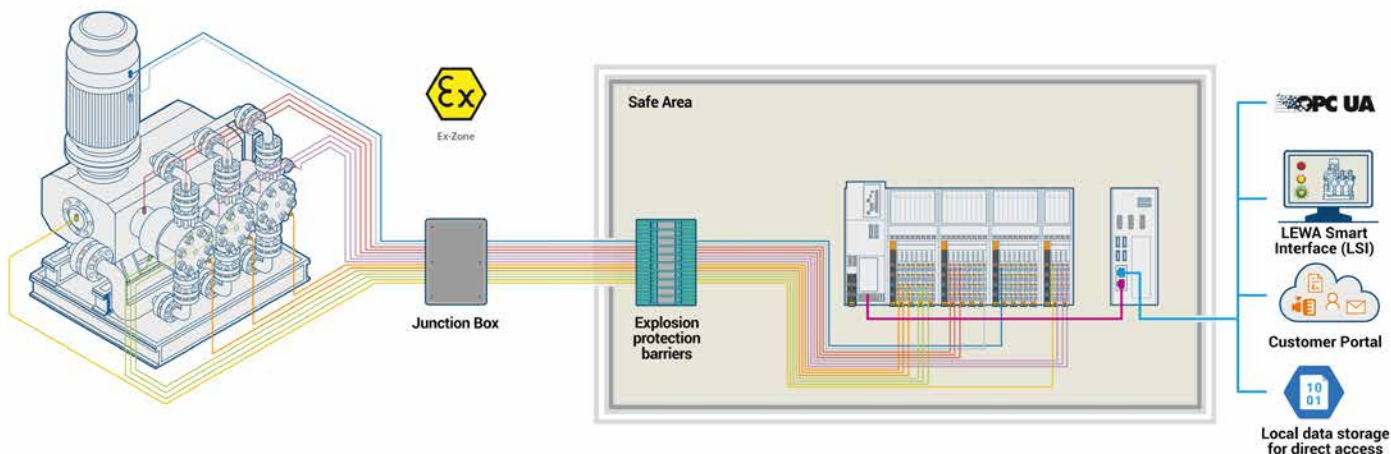 Ex
Ex-Zone
Safe Area
Junction Box
Explosion
protection
barriers
OPC UA
LEWA Smart
Interface (LSI)
Customer Portal
10
01
Local data storage
for direct access